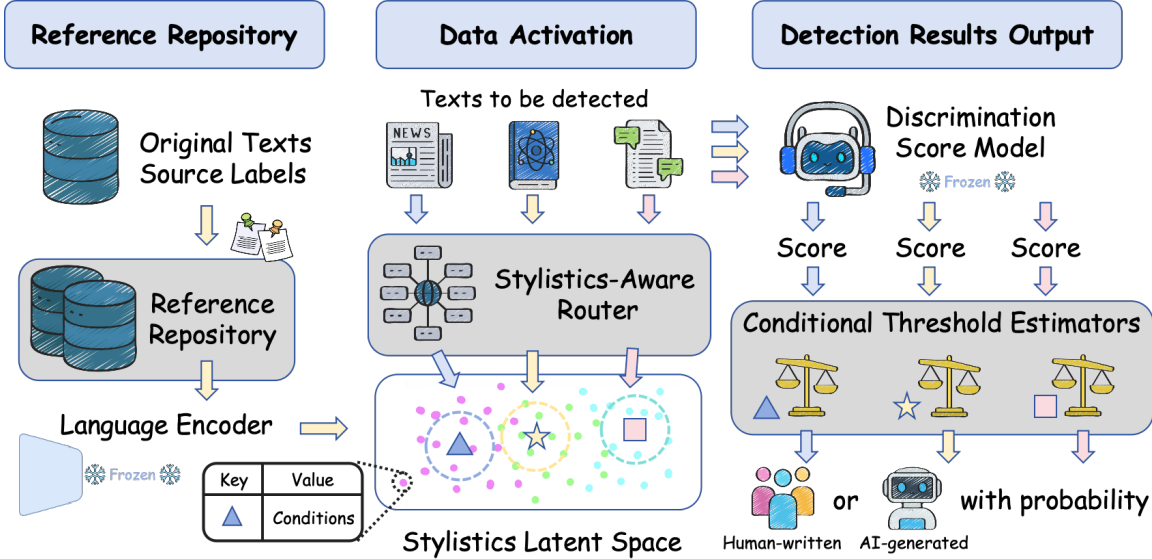 Reference Repository
Original Texts
Source Labels
Reference
Repository
Language Encoder
Frozen
Key Value
Conditions
Data Activation
Texts to be detected
NEWS
Stylistics-Aware
Router
Stylistics Latent Space
Detection Results Output
Discrimination
Score Model
Frozen
Score Score Score
Conditional Threshold Estimators
or with probability
Human-written AI-generated